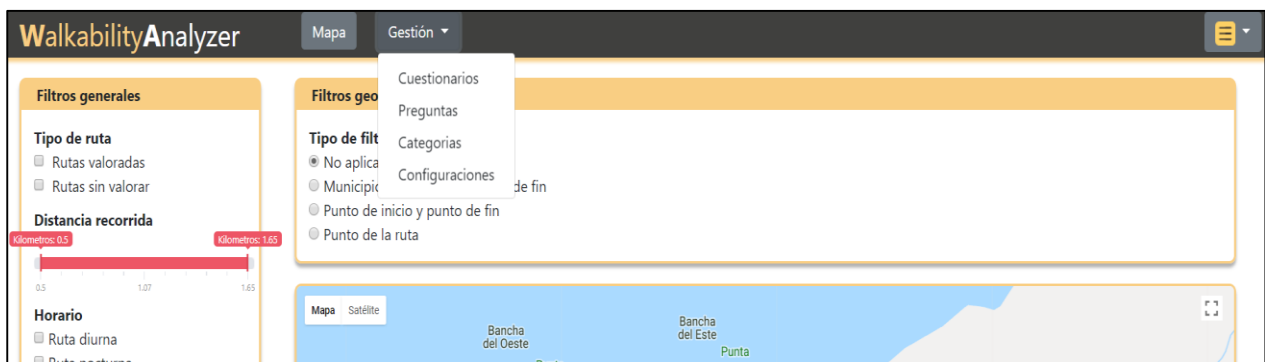 WalkabilityAnalyzer
Mapa
Gestión
Cuestionarios
Preguntas
Categorias
Configuraciones
Filtros generales
Tipo de ruta
Rutas valoradas
Rutas sin valorar
Distancia recorrida
Kilometros: 0.5
Kilometros: 1.65
0.5
1.07
1.65
Horario
Ruta diurna
Filtros geo
Tipo de filt
No aplica
Municipi
de fin
Punto de inicio y punto de fin
Punto de la ruta
Mapa
Satélite
Bancha
del Oeste
Bancha
del Este
Punta